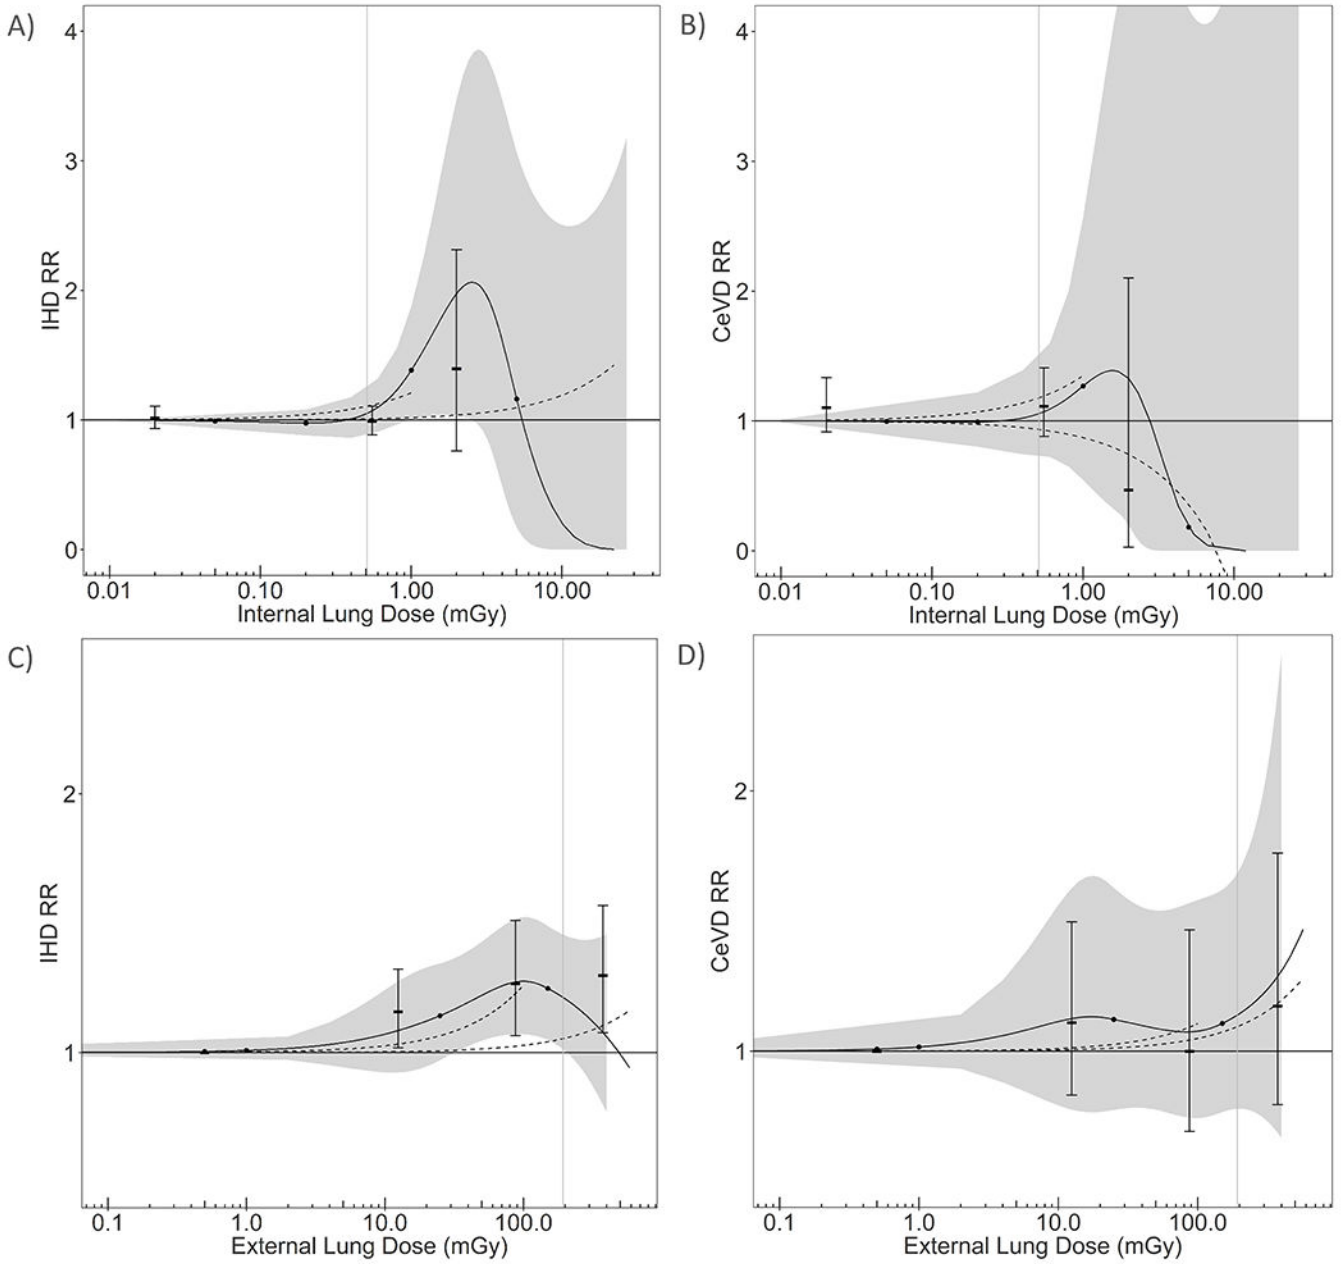 A)
4
3
2
1
0
IHD RR
0.01 0.10 1.00 10.00
Internal Lung Dose (mGy)
B)
4
3
2
1
0
CeVD RR
0.01 0.10 1.00 10.00
Internal Lung Dose (mGy)
C)
2
1
IHD RR
0.1 1.0 10.0 100.0
External Lung Dose (mGy)
D)
2
1
CeVD RR
0.1 1.0 10.0 100.0
External Lung Dose (mGy)